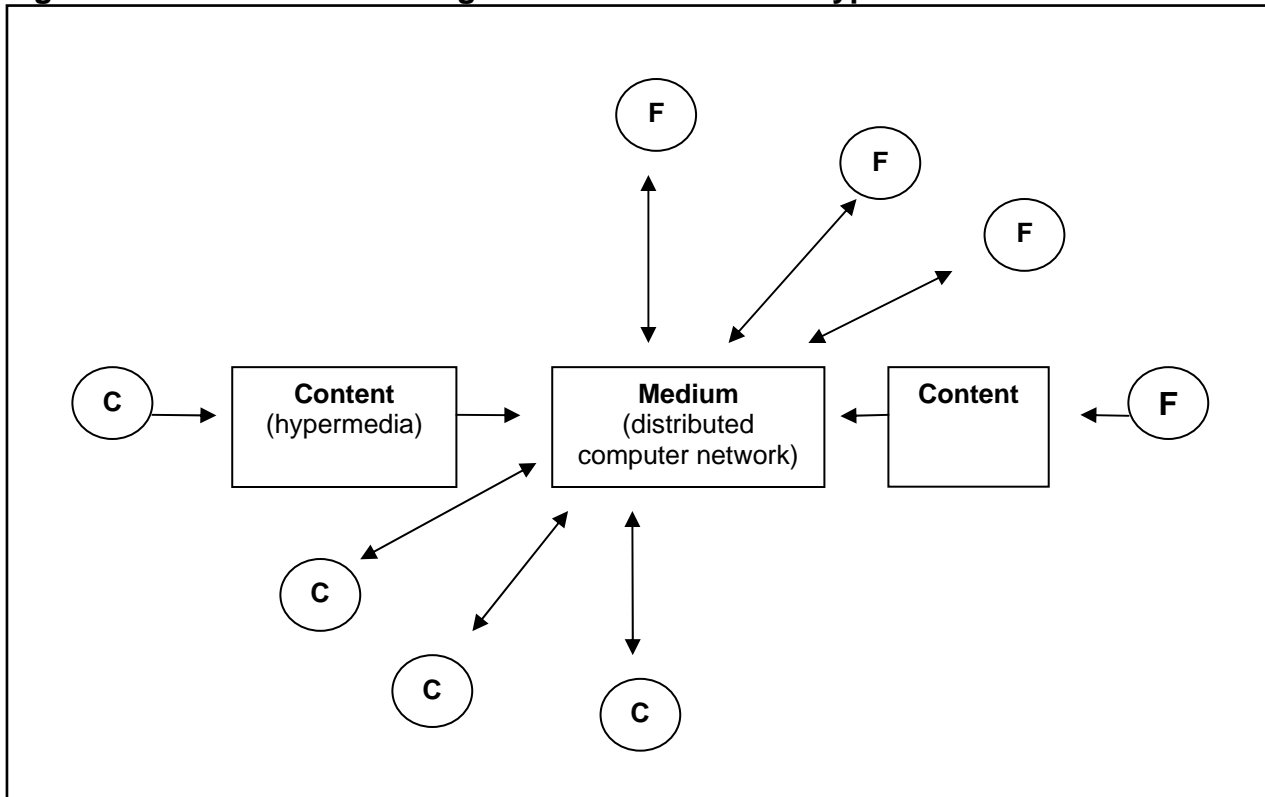 F
F
F
C
Content
(hypermedia)
Medium
(distributed
computer network)
Content
F
C
C
C